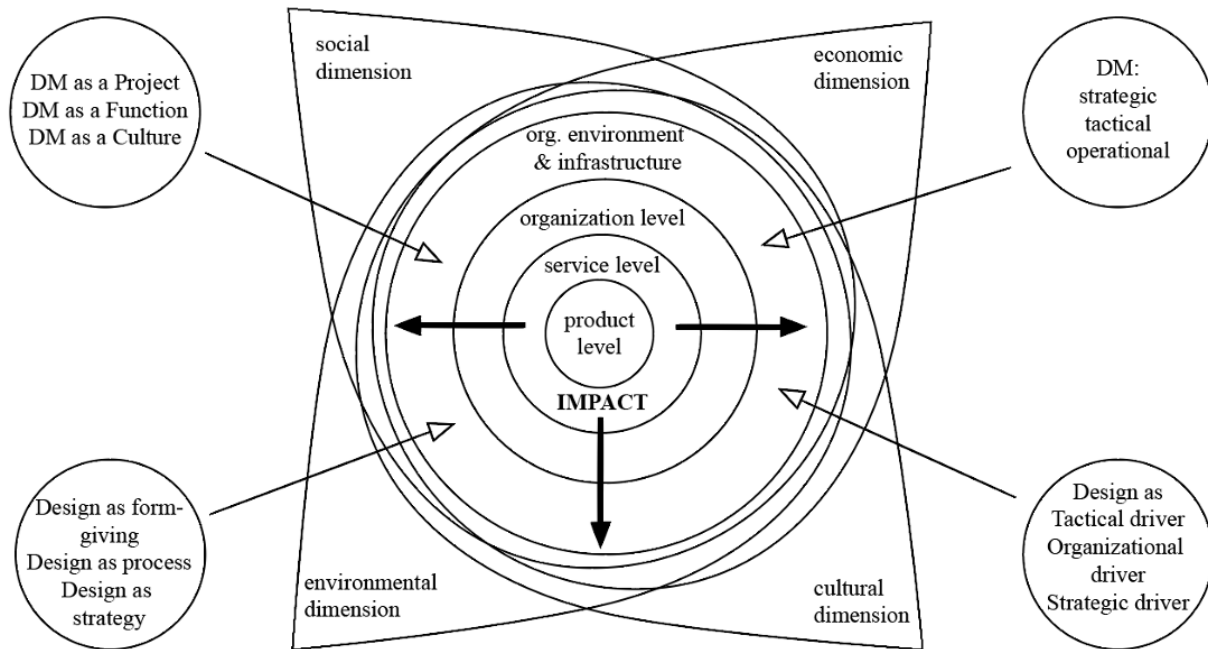 social
dimension
economic
dimension
DM as a Project
DM as a Function
DM as a Culture
DM:
strategic
tactical
operational
org. environment
& infrastructure
organization level
service level
product
level
IMPACT
Design as form-
giving
Design as process
Design as
strategy
environmental
dimension
cultural
dimension
Design as
Tactical driver
Organizational
driver
Strategic driver